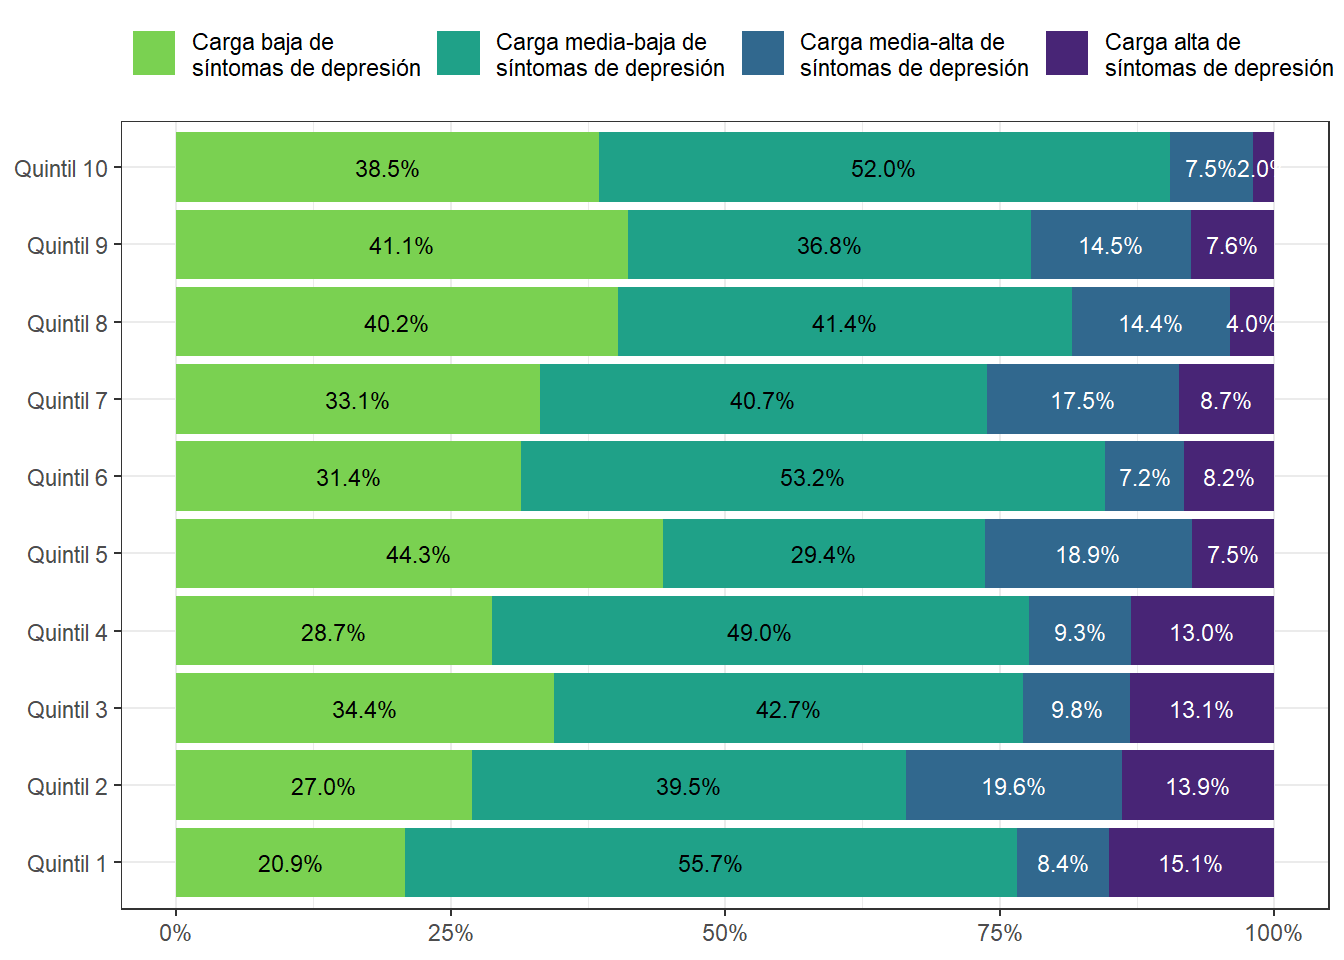 Carga baja de
síntomas de depresión
Carga media-baja de
síntomas de depresión
Carga media-alta de
síntomas de depresión
Carga alta de
síntomas de depresión
Quintil 10 38.5% 52.0% 7.5% 2.0%
Quintil 9 41.1% 36.8% 14.5% 7.6%
Quintil 8 40.2% 41.4% 14.4% 4.0%
Quintil 7 33.1% 40.7% 17.5% 8.7%
Quintil 6 31.4% 53.2% 7.2% 8.2%
Quintil 5 44.3% 29.4% 18.9% 7.5%
Quintil 4 28.7% 49.0% 9.3% 13.0%
Quintil 3 34.4% 42.7% 9.8% 13.1%
Quintil 2 27.0% 39.5% 19.6% 13.9%
Quintil 1 20.9% 55.7% 8.4% 15.1%
0% 25% 50% 75% 100%